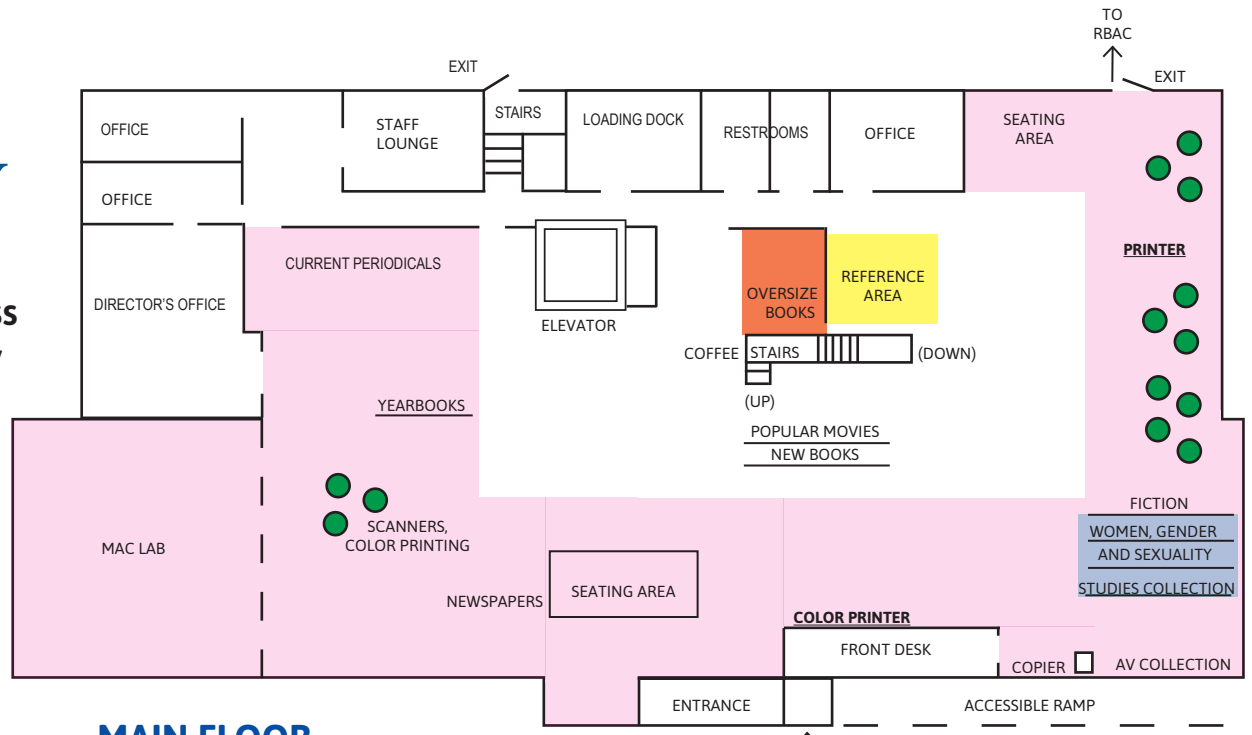 TO
RBAC
EXIT
EXIT
OFFICE
STAFF
LOUNGE
STAIRS
LOADING DOCK
RESTROOMS
OFFICE
SEATING
AREA
OFFICE
CURRENT PERIODICALS
DIRECTOR'S OFFICE
ELEVATOR
OVERSIZE
BOOKS
REFERENCE
AREA
PRINTER
COFFEE
STAIRS
(DOWN)
(UP)
YEARBOOKS
POPULAR MOVIES
NEW BOOKS
FICTION
WOMEN, GENDER
AND SEXUALITY
STUDIES COLLECTION
MAC LAB
SCANNERS,
COLOR PRINTING
NEWSPAPERS
SEATING AREA
COLOR PRINTER
FRONT DESK
COPIER
AV COLLECTION
ENTRANCE
ACCESSIBLE RAMP